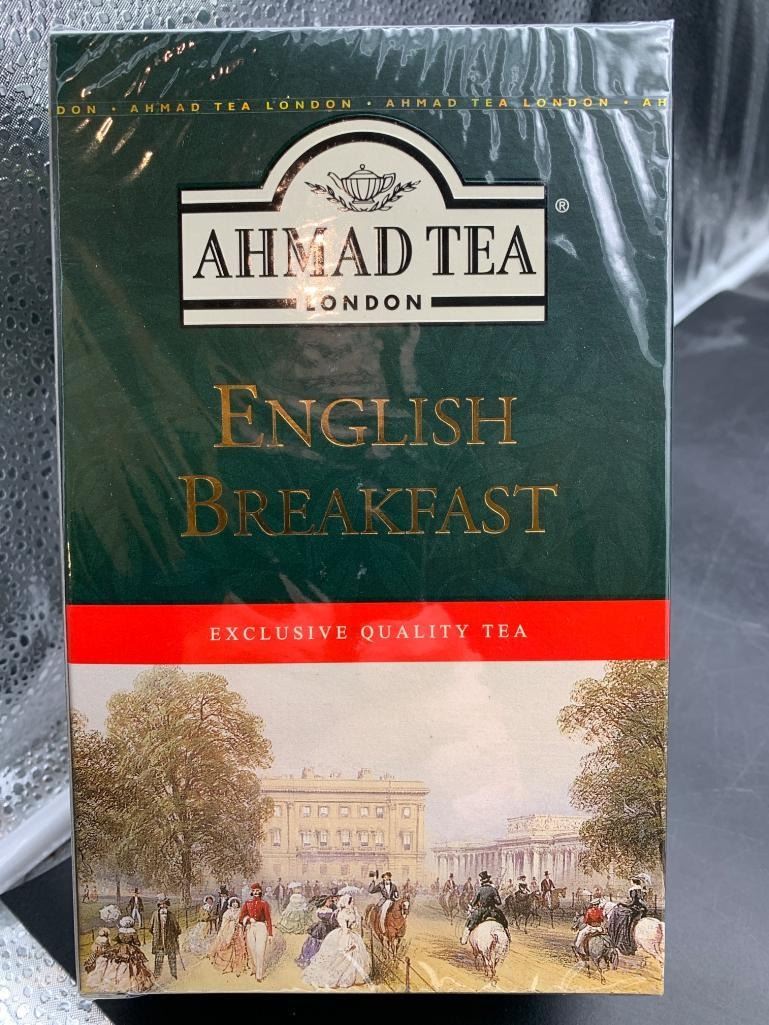 DON • AHMAD TEA LONDON • AHMAD TEA LONDON • AH
AHMAD TEA ®
LONDON
ENGLISH
BREAKFAST
EXCLUSIVE QUALITY TEA